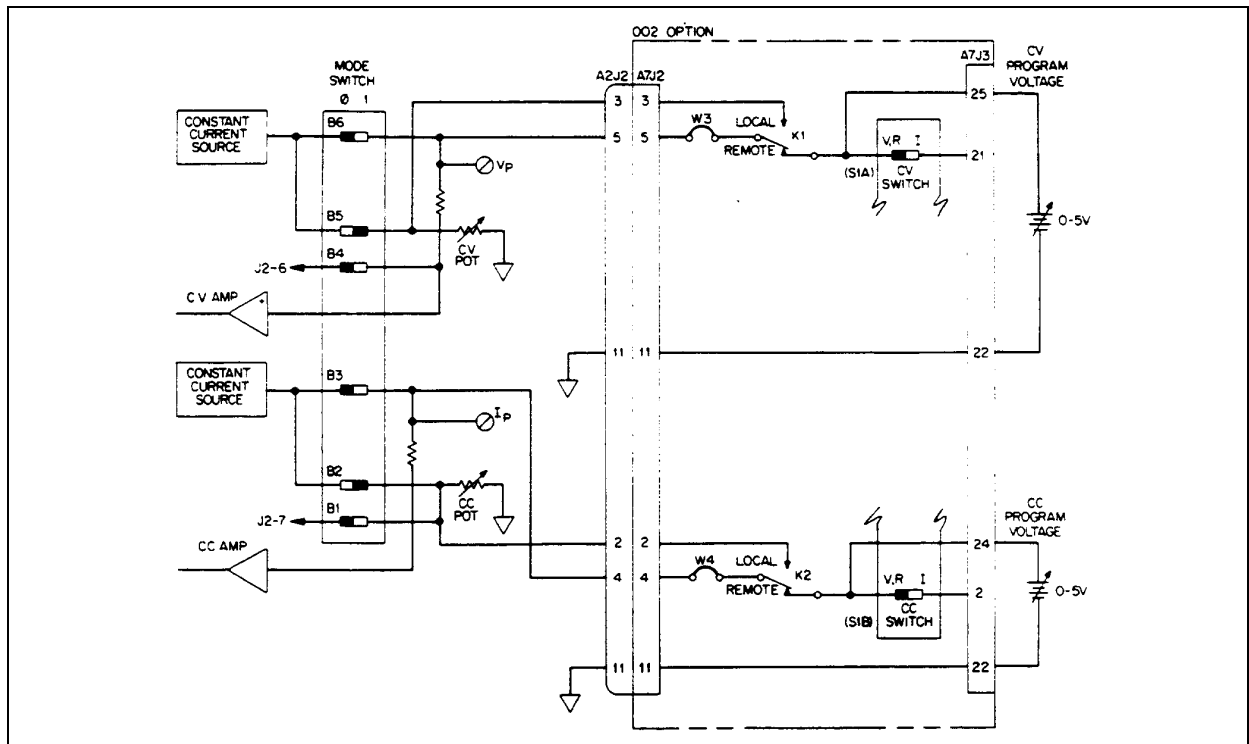 002 OPTION
A7J3
CV
PROGRAM
VOLTAGE
MODE
SWITCH
Ø 1
A2J2 A7J2
CONSTANT
CURRENT
SOURCE
B6
3 3
5 5
W3
LOCAL
REMOTE
K1
25
V,R I
(S1A)
CV
SWITCH
21
VP
B5
CV
POT
0-5V
B4
J2-6
CV AMP
+
11 11
22
CONSTANT
CURRENT
SOURCE
B3
IP
B2
CC
POT
B1
J2-7
CC
PROGRAM
VOLTAGE
2 2
24
CC AMP
4 4
W4
LOCAL
REMOTE
K2
V,R I
(S1B)
CC
SWITCH
2
0-5V
11 11
22